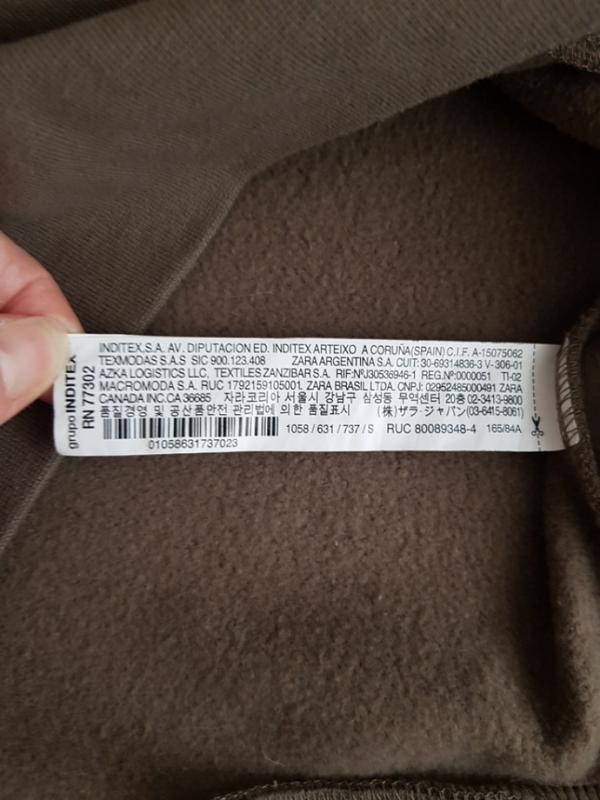 grupo INDITEX
RN 77302
INDITEX,S.A. AV. DIPUTACION ED. INDITEX ARTEIXO A CORUÑA(SPAIN) C.I.F. A-15075062
TEXMODAS S.A.S SIC 900.123.408 ZARA ARGENTINA S.A. CUIT: 30-69314836-3 V-306-01
AZKA LOGISTICS LLC, TEXTILES ZANZIBAR S.A. RIF:NºJ30539946-1 REG.Nº:0000051 TI-02
MACROMODA S.A. RUC 1792159105001. ZARA BRASIL LTDA. CNPJ: 02952485000491 ZARA
CANADA INC.CA 36685 자라코리아 서울시 강남구 삼성동 무역센터 20층 02-3413-9800
품질경영 및 공산품안전 관리법에 의한 품질표시 (株)ザラ・ジャパン(03-6415-8061)
1058 / 631 / 737 / S RUC 80089348-4 165/84A
01058631737023